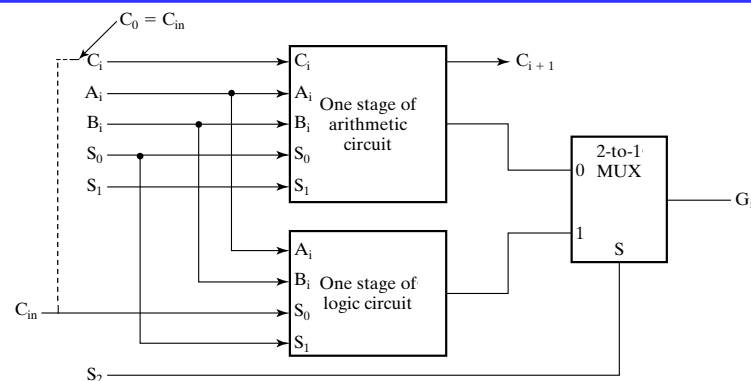 C0 = Cin
Ci
Ai
Bi
S0
S1
Ci
Ai
Bi
S0
S1
One stage of
arithmetic
circuit
Ci + 1
0
1
2-to-1
MUX
S
Gi
Ai
Bi
S0
S1
One stage of
logic circuit
Cin
S2